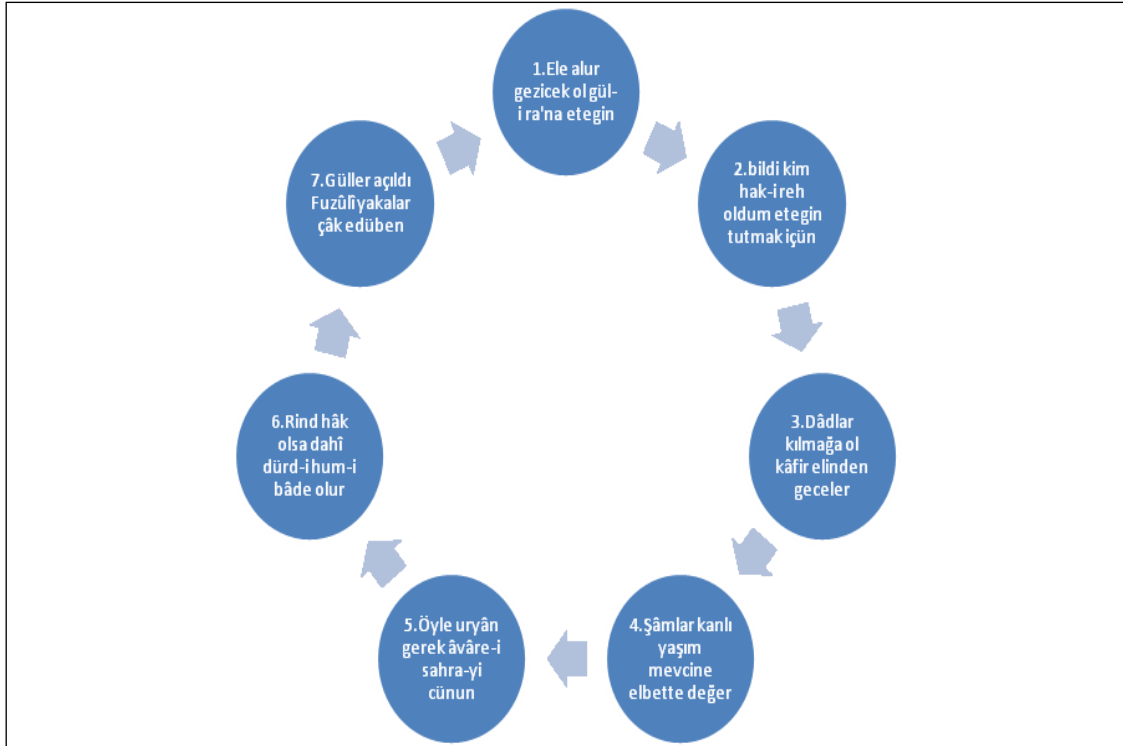 1.Ele alur
gezicek ol gül-
i ra'na etegin
2.bildi kim
hak-i reh
oldum etegin
tutmak içün
3.Dâdlar
kılmağa ol
kâfir elinden
geceler
4.Şâmlar kanlı
yaşım
mevcine
elbette değer
5.Öyle uryân
gerek âvâre-i
sahra-yi
cünun
6.Rind hâk
olsa dahî
dürd-i hum-i
bâde olur
7.Güller açıldı
Fuzûlî yakalar
çâk edüben